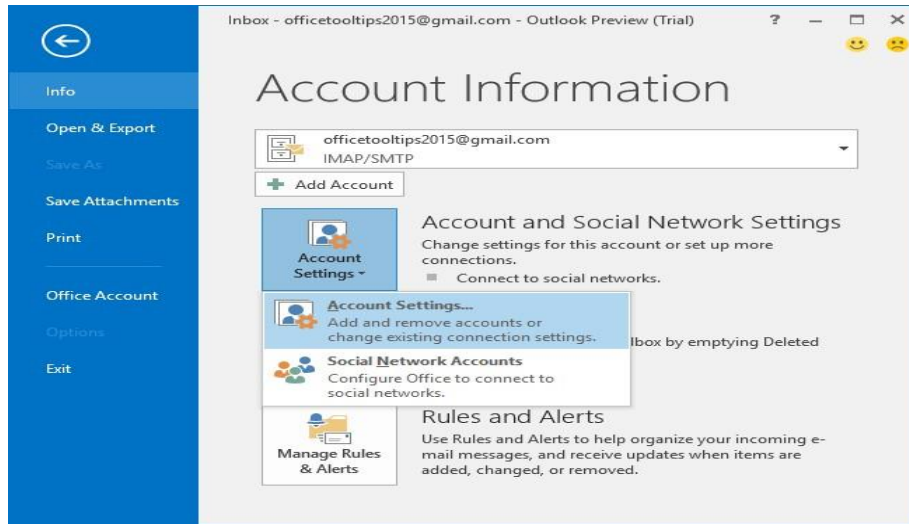 Inbox - officetooltips2015@gmail.com - Outlook Preview (Trial)
?
Info
Open & Export
Save As
Save Attachments
Print
Office Account
Options
Exit
Account Information
officetooltips2015@gmail.com
IMAP/SMTP
Add Account
Account
Settings
Account and Social Network Settings
Change settings for this account or set up more
connections.
Connect to social networks.
Account Settings...
Add and remove accounts or
change existing connection settings.
Social Network Accounts
Configure Office to connect to
social networks.
lbox by emptying Deleted
Manage Rules
& Alerts
Rules and Alerts
Use Rules and Alerts to help organize your incoming e-
mail messages, and receive updates when items are
added, changed, or removed.